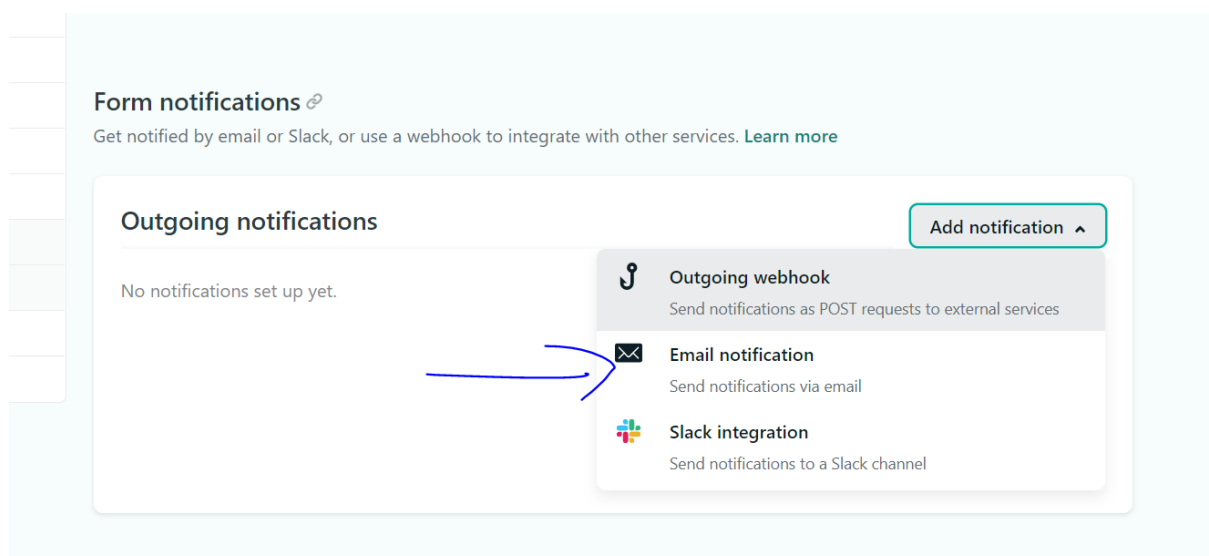 Form notifications
Get notified by email or Slack, or use a webhook to integrate with other services. Learn more
Outgoing notifications
Add notification
No notifications set up yet.
Outgoing webhook
Send notifications as POST requests to external services
Email notification
Send notifications via email
Slack integration
Send notifications to a Slack channel